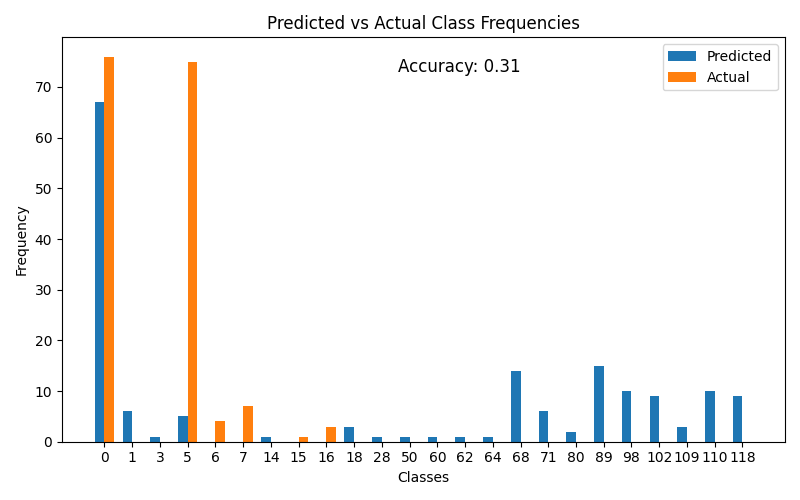 Predicted vs Actual Class Frequencies
Accuracy: 0.31
Predicted
Actual
Frequency
70
60
50
40
30
20
10
0
0 1 3 5 6 7 14 15 16 18 28 50 60 62 64 68 71 80 89 98 102 109 110 118
Classes